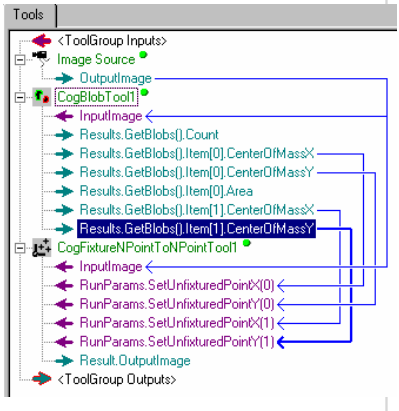 Tools
<ToolGroup Inputs>
Image Source
OutputImage
CogBlobTool1
InputImage
Results.GetBlobs().Count
Results.GetBlobs().Item[0].CenterOfMassX
Results.GetBlobs().Item[0].CenterOfMassY
Results.GetBlobs().Item[0].Area
Results.GetBlobs().Item[1].CenterOfMassX
Results.GetBlobs().Item[1].CenterOfMassY
CogFixtureNPointToNPointTool1
InputImage
RunParams.SetUnfixturedPointX(0)
RunParams.SetUnfixturedPointY(0)
RunParams.SetUnfixturedPointX(1)
RunParams.SetUnfixturedPointY(1)
Result.OutputImage
<ToolGroup Outputs>